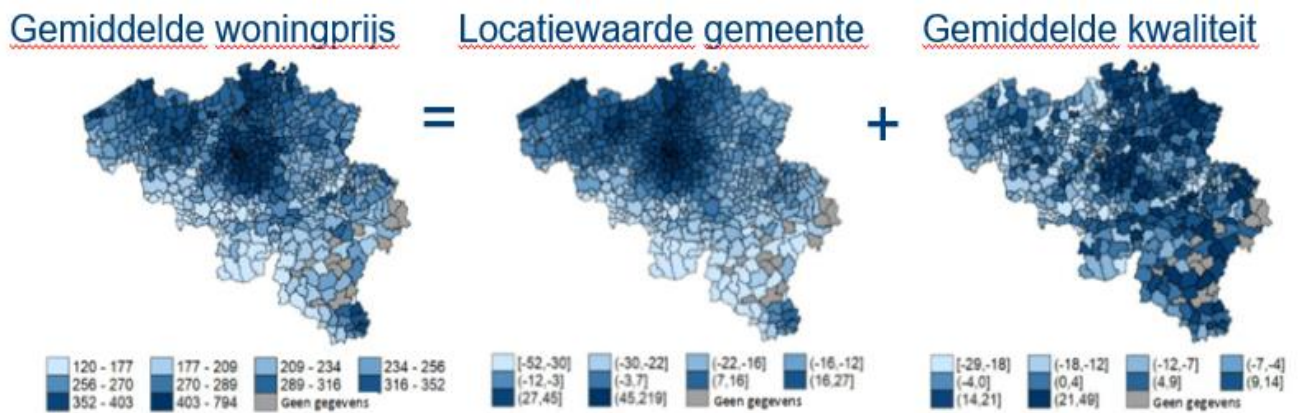 Gemiddelde woningprijs
Locatiewaarde gemeente
Gemiddelde kwaliteit
=
+
120 - 177 177 - 209 209 - 234 234 - 256
256 - 270 270 - 289 289 - 316 316 - 352
352 - 403 403 - 794 Geen gegevens
[-52,-30] (-30,-22] (-22,-16] (-16,-12]
(-12,-3] (-3,7] (7,16] (16,27]
(27,45] (45,219] Geen gegevens
[-29,-18] (-18,-12] (-12,-7] (-7,-4]
(-4,0] (0,4] (4,9] (9,14]
(14,21] (21,49] Geen gegevens